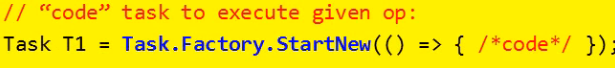 // “code” task to execute given op:
Task T1 = Task.Factory.StartNew(() => { /*code*/ });